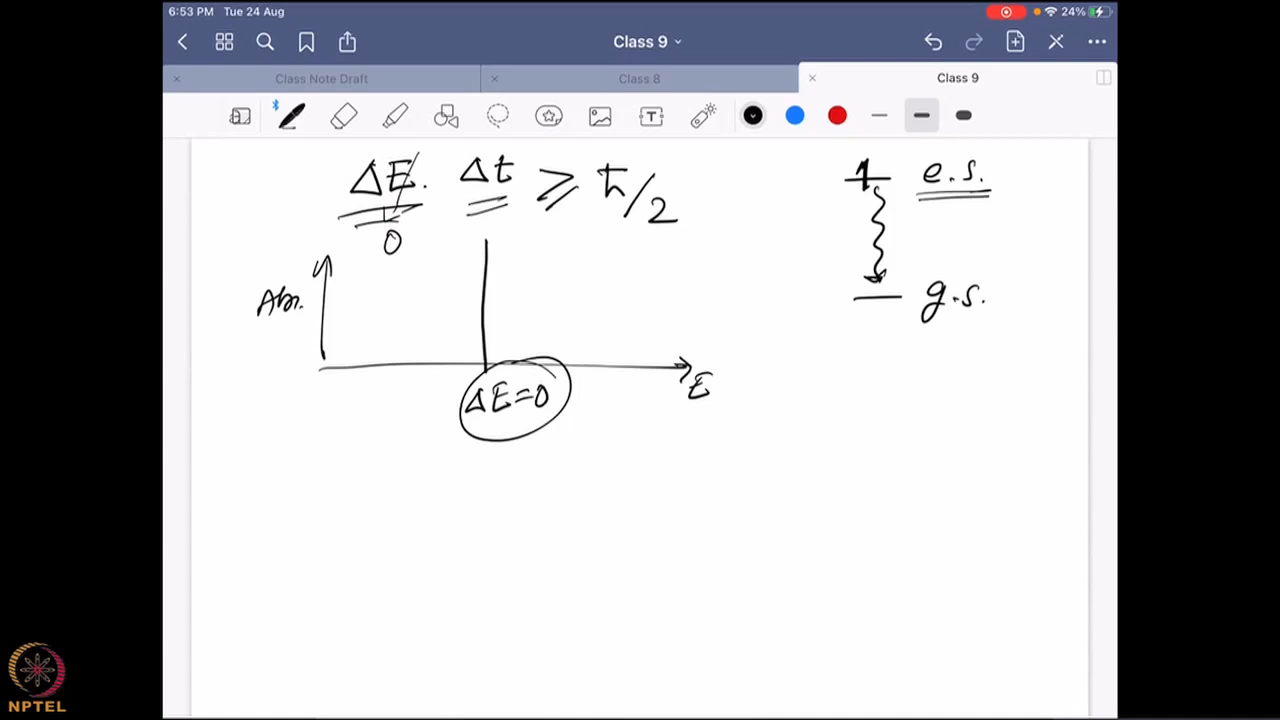 6:53 PM Tue 24 Aug 24%
Class 9
Class Note Draft Class 8 Class 9
T
ΔE. Δt ≥ ħ/2
0
e.s.
g.s.
Abs.
E
ΔE=0
NPTEL